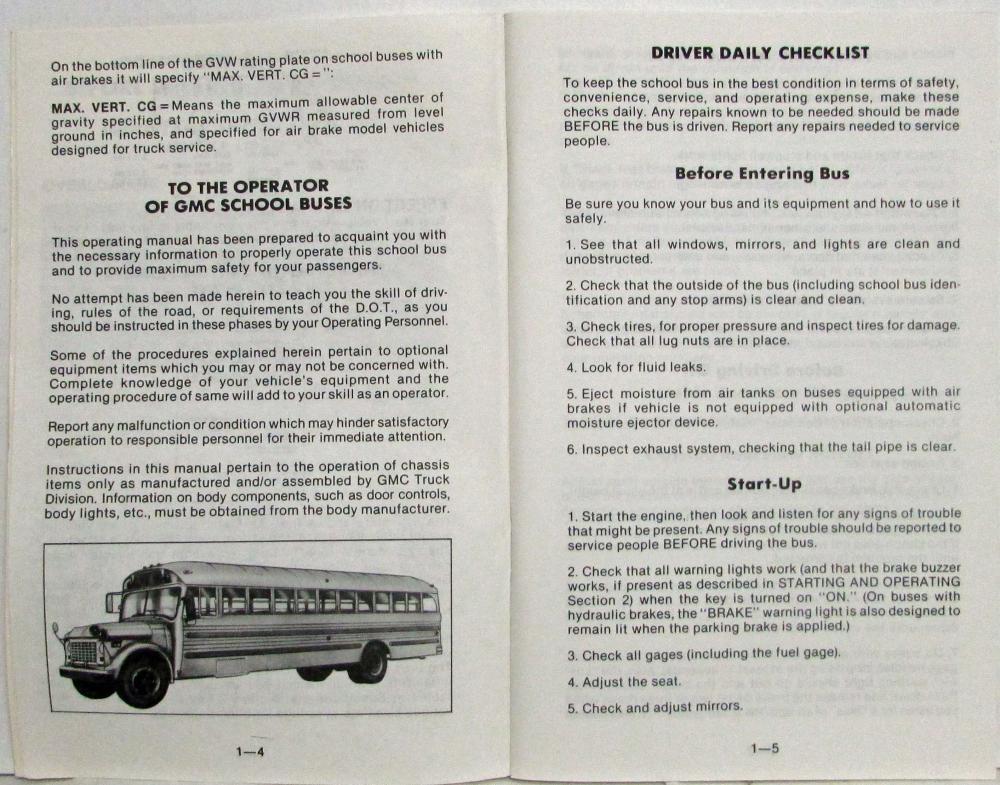 On the bottom line of the GVW rating plate on school buses with
air brakes it will specify "MAX. VERT. CG = ":
MAX. VERT. CG = Means the maximum allowable center of
gravity specified at maximum GVWR measured from level
ground in inches, and specified for air brake model vehicles
designed for truck service.
TO THE OPERATOR
OF GMC SCHOOL BUSES
This operating manual has been prepared to acquaint you with
the necessary information to properly operate this school bus
and to provide maximum safety for your passengers.
No attempt has been made herein to teach you the skill of driv-
ing, rules of the road, or requirements of the D.O.T., as you
should be instructed in these phases by your Operating Personnel.
Some of the procedures explained herein pertain to optional
equipment items which you may or may not be concerned with.
Complete knowledge of your vehicle's equipment and the
operating procedure of same will add to your skill as an operator.
Report any malfunction or condition which may hinder satisfactory
operation to responsible personnel for their immediate attention.
Instructions in this manual pertain to the operation of chassis
items only as manufactured and/or assembled by GMC Truck
Division. Information on body components, such as door controls,
body lights, etc., must be obtained from the body manufacturer.
1—4
DRIVER DAILY CHECKLIST
To keep the school bus in the best condition in terms of safety,
convenience, service, and operating expense, make these
checks daily. Any repairs known to be needed should be made
BEFORE the bus is driven. Report any repairs needed to service
people.
Before Entering Bus
Be sure you know your bus and its equipment and how to use it
safely.
1. See that all windows, mirrors, and lights are clean and
unobstructed.
2. Check that the outside of the bus (including school bus iden-
tification and any stop arms) is clear and clean.
3. Check tires, for proper pressure and inspect tires for damage.
Check that all lug nuts are in place.
4. Look for fluid leaks.
5. Eject moisture from air tanks on buses equipped with air
brakes if vehicle is not equipped with optional automatic
moisture ejector device.
6. Inspect exhaust system, checking that the tail pipe is clear.
Start-Up
1. Start the engine, then look and listen for any signs of trouble
that might be present. Any signs of trouble should be reported to
service people BEFORE driving the bus.
2. Check that all warning lights work (and that the brake buzzer
works, if present as described in STARTING AND OPERATING
Section 2) when the key is turned on "ON." (On buses with
hydraulic brakes, the "BRAKE" warning light is also designed to
remain lit when the parking brake is applied.)
3. Check all gages (including the fuel gage).
4. Adjust the seat.
5. Check and adjust mirrors.
1—5